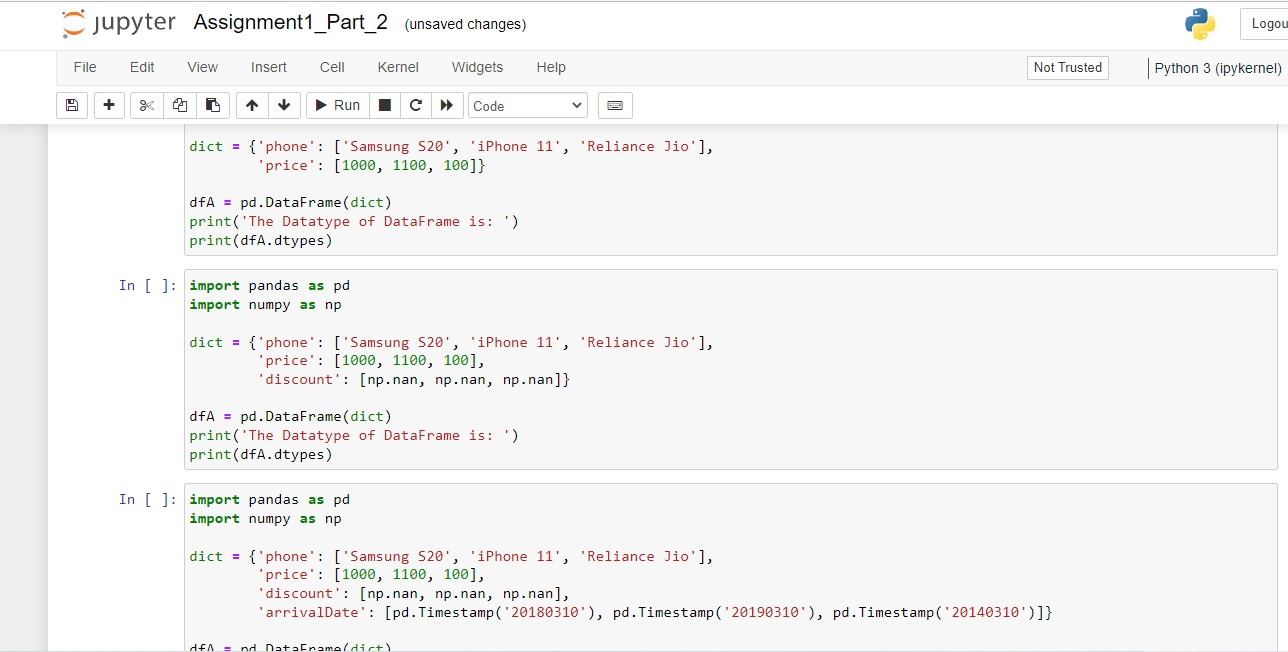 jupyter Assignment1_Part_2 (unsaved changes) Logou
File Edit View Insert Cell Kernel Widgets Help Not Trusted Python 3 (ipykernel)
Run Code
dict = {'phone': ['Samsung S20', 'iPhone 11', 'Reliance Jio'],
'price': [1000, 1100, 100]}
dfA = pd.DataFrame(dict)
print('The Datatype of DataFrame is: ')
print(dfA.dtypes)
In [ ]: import pandas as pd
import numpy as np
dict = {'phone': ['Samsung S20', 'iPhone 11', 'Reliance Jio'],
'price': [1000, 1100, 100],
'discount': [np.nan, np.nan, np.nan]}
dfA = pd.DataFrame(dict)
print('The Datatype of DataFrame is: ')
print(dfA.dtypes)
In [ ]: import pandas as pd
import numpy as np
dict = {'phone': ['Samsung S20', 'iPhone 11', 'Reliance Jio'],
'price': [1000, 1100, 100],
'discount': [np.nan, np.nan, np.nan],
'arrivalDate': [pd.Timestamp('20180310'), pd.Timestamp('20190310'), pd.Timestamp('20140310')]}
dfA = pd.DataFrame(dict)